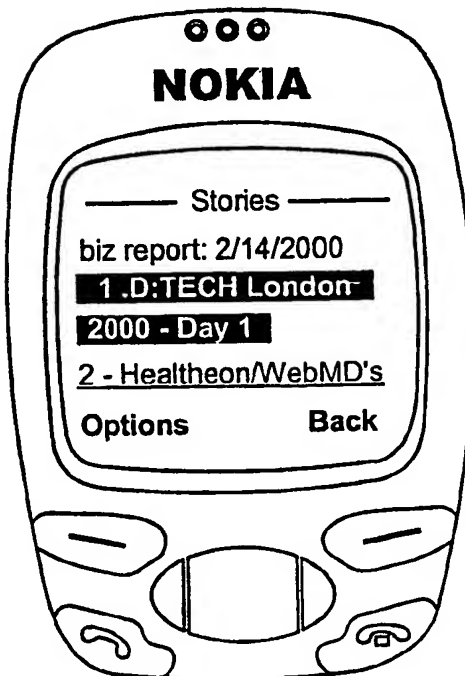 NOKIA
Stories
biz report: 2/14/2000
1 .D:TECH London
2000 - Day 1
2 - Healtheon/WebMD's
Options Back